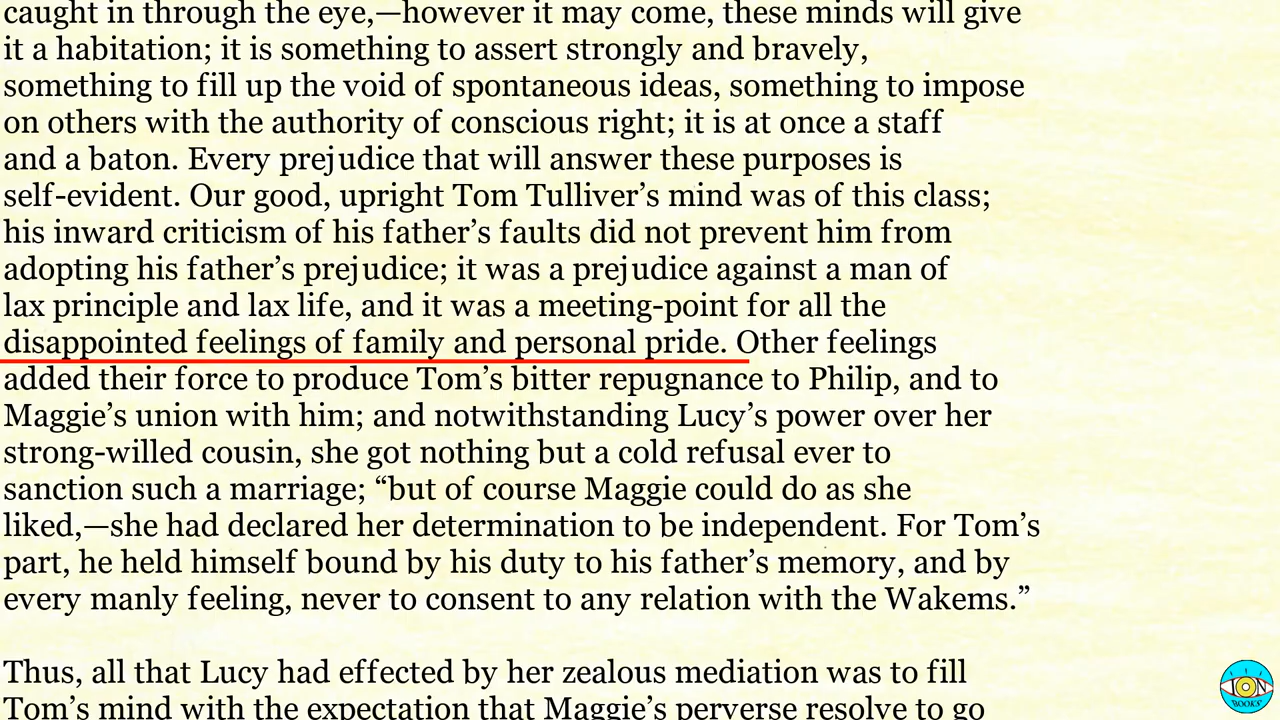 caught in through the eye,—however it may come, these minds will give
it a habitation; it is something to assert strongly and bravely,
something to fill up the void of spontaneous ideas, something to impose
on others with the authority of conscious right; it is at once a staff
and a baton. Every prejudice that will answer these purposes is
self-evident. Our good, upright Tom Tulliver’s mind was of this class;
his inward criticism of his father’s faults did not prevent him from
adopting his father’s prejudice; it was a prejudice against a man of
lax principle and lax life, and it was a meeting-point for all the
disappointed feelings of family and personal pride. Other feelings
added their force to produce Tom’s bitter repugnance to Philip, and to
Maggie’s union with him; and notwithstanding Lucy’s power over her
strong-willed cousin, she got nothing but a cold refusal ever to
sanction such a marriage; “but of course Maggie could do as she
liked,—she had declared her determination to be independent. For Tom’s
part, he held himself bound by his duty to his father’s memory, and by
every manly feeling, never to consent to any relation with the Wakems.”
Thus, all that Lucy had effected by her zealous mediation was to fill
Tom’s mind with the expectation that Maggie’s perverse resolve to go
ION
BOOKS